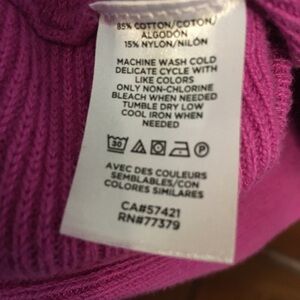 85% COTTON/COTON/
ALGODÓN
15% NYLON/NILÓN
MACHINE WASH COLD
DELICATE CYCLE WITH
LIKE COLORS
ONLY NON-CHLORINE
BLEACH WHEN NEEDED
TUMBLE DRY LOW
COOL IRON WHEN
NEEDED
30 P
AVEC DES COULEURS
SEMBLABLES/CON
COLORES SIMILARES
CA#57421
RN#77379